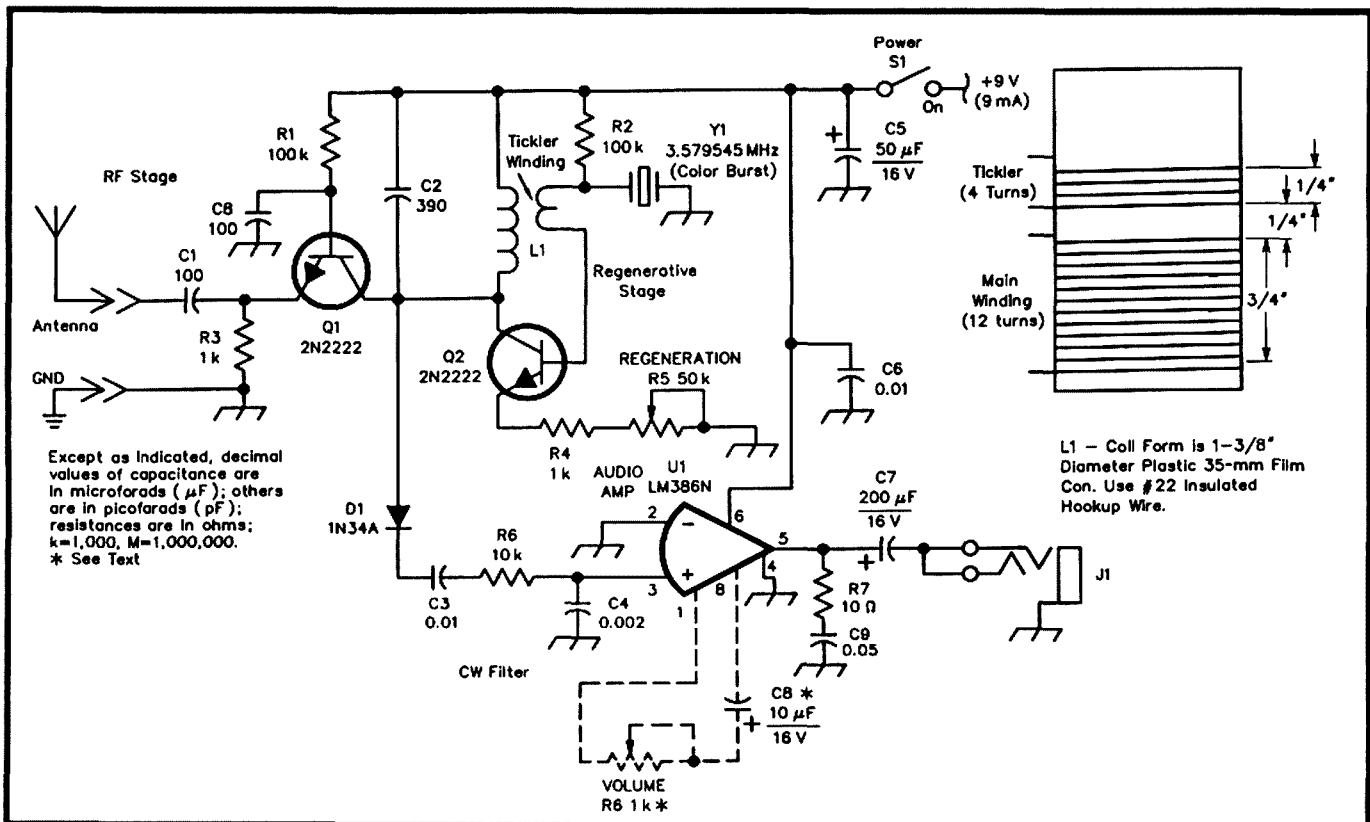 Power
S1
+9 V
(9 mA)
On
R1
100 k
RF Stage
C8
100
C2
390
Tickler
Winding
R2
100 k
Y1
3.579545 MHz
(Color Burst)
C5
50 µF
16 V
+
L1
Regenerative
Stage
C1
100
Antenna
R3
1 k
GND
Q1
2N2222
Q2
2N2222
REGENERATION
R5 50 k
R4
1 k
C6
0.01
Tickler
(4 Turns)
1/4"
1/4"
Main
Winding
(12 turns)
3/4"
L1 – Coil Form is 1–3/8"
Diameter Plastic 35–mm Film
Can. Use #22 Insulated
Hookup Wire.
Except as Indicated, decimal
values of capacitance are
in microfarads ( µF ); others
are in picofarads ( pF );
resistances are in ohms;
k=1,000, M=1,000,000.
* See Text
D1
1N34A
AUDIO
AMP
U1
LM386N
R6
10 k
C3
0.01
C4
0.002
CW Filter
2
–
+
3
1
8
6
5
4
C7
200 µF
16 V
+
R7
10 Ω
C9
0.05
J1
C8 *
10 µF
16 V
+
VOLUME
R6 1 k *